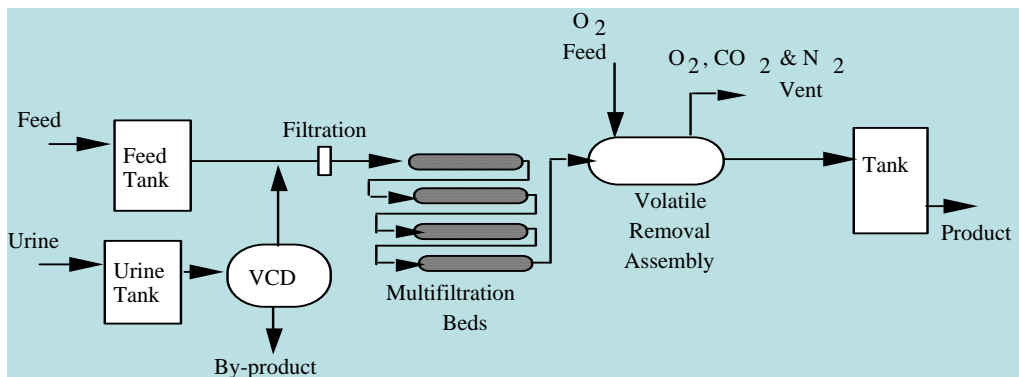 O 2
Feed
O 2 , CO 2 & N 2
Vent
Feed
Feed
Tank
Filtration
Tank
Product
Volatile
Removal
Assembly
Urine
Urine
Tank
VCD
Multifiltration
Beds
By-product